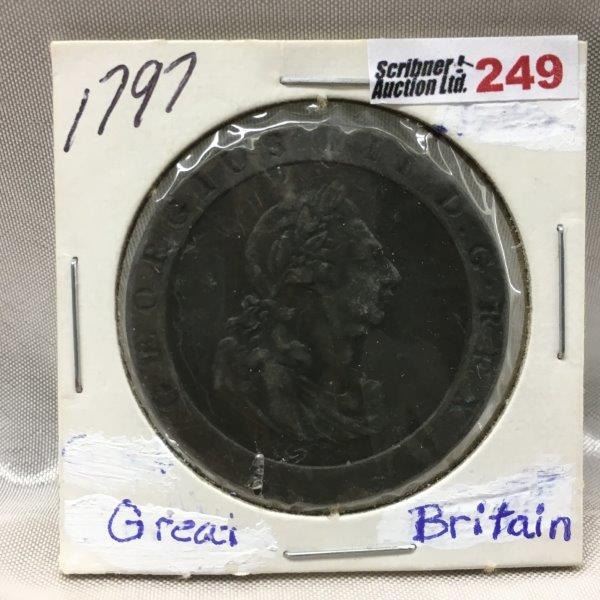 1797
Scribner
Auction Ltd. 249
GEORGIUS III D·G·REX
Great Britain